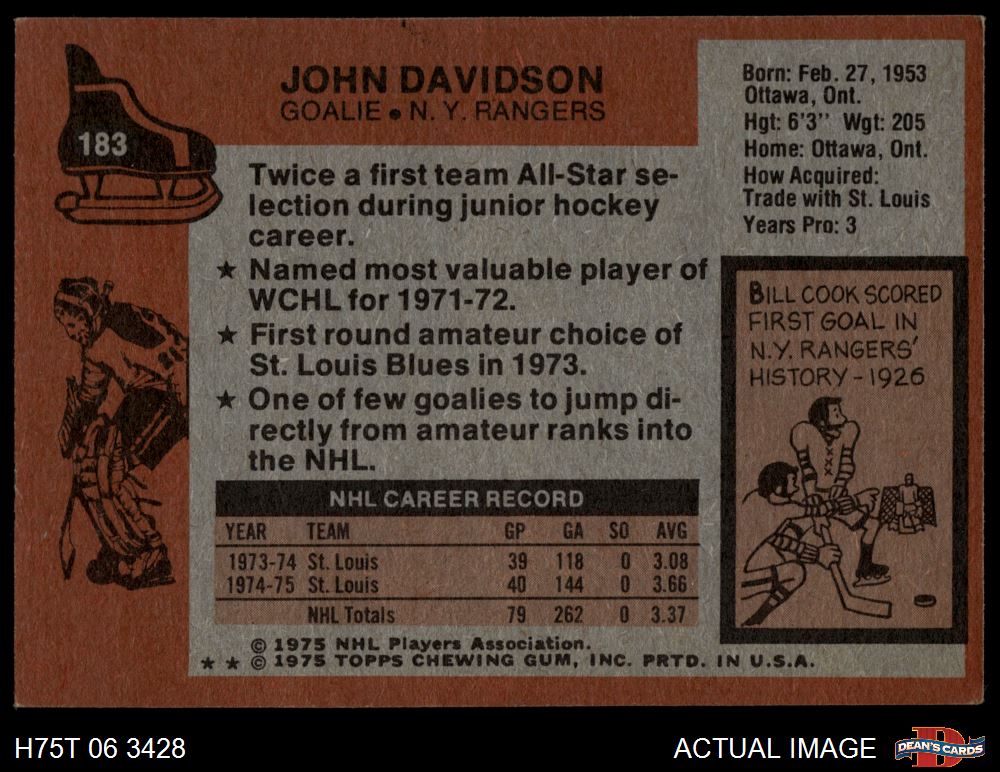 183
JOHN DAVIDSON
GOALIE • N. Y. RANGERS
Born: Feb. 27, 1953
Ottawa, Ont.
Hgt: 6'3'' Wgt: 205
Home: Ottawa, Ont.
How Acquired:
Trade with St. Louis
Years Pro: 3
Twice a first team All-Star se-
lection during junior hockey
career.
★ Named most valuable player of
WCHL for 1971-72.
★ First round amateur choice of
St. Louis Blues in 1973.
★ One of few goalies to jump di-
rectly from amateur ranks into
the NHL.
BILL COOK SCORED
FIRST GOAL IN
N.Y. RANGERS'
HISTORY - 1926
NHL CAREER RECORD
YEAR TEAM GP GA SO AVG
1973-74 St. Louis 39 118 0 3.08
1974-75 St. Louis 40 144 0 3.66
NHL Totals 79 262 0 3.37
© 1975 NHL Players Association.
★ ★ © 1975 TOPPS CHEWING GUM, INC. PRTD. IN U.S.A.
H75T 06 3428
ACTUAL IMAGE
D
DEAN'S CARDS